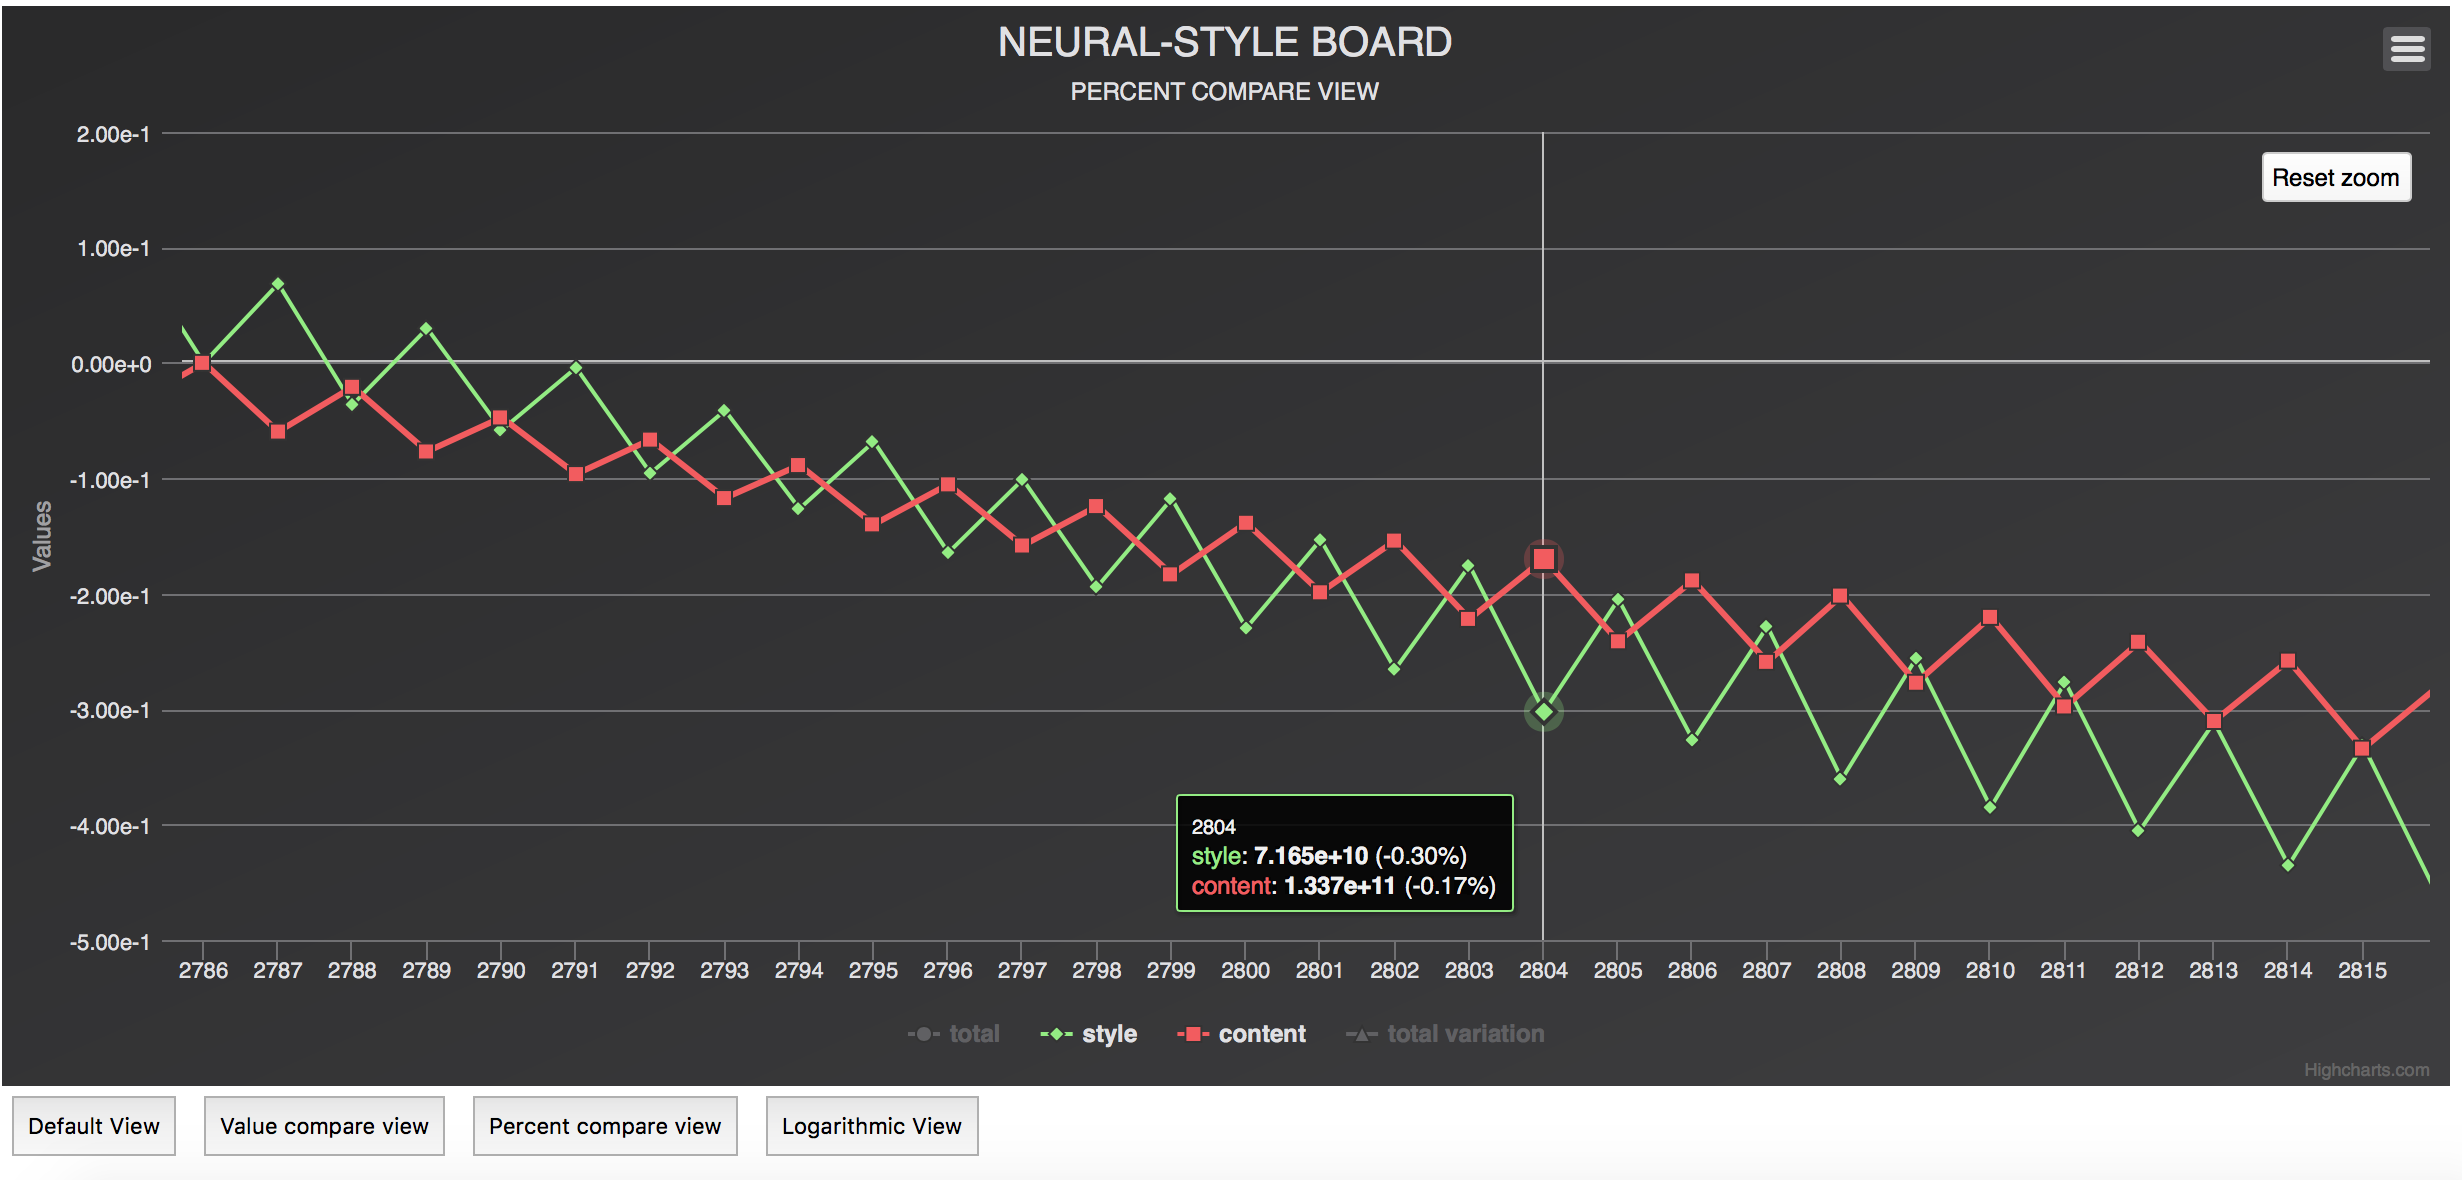 NEURAL-STYLE BOARD
PERCENT COMPARE VIEW
Reset zoom
2.00e-1
1.00e-1
0.00e+0
-1.00e-1
-2.00e-1
-3.00e-1
-4.00e-1
-5.00e-1
Values
2804
style: 7.165e+10 (-0.30%)
content: 1.337e+11 (-0.17%)
2786 2787 2788 2789 2790 2791 2792 2793 2794 2795 2796 2797 2798 2799 2800 2801 2802 2803 2804 2805 2806 2807 2808 2809 2810 2811 2812 2813 2814 2815
total style content total variation
Highcharts.com
Default View Value compare view Percent compare view Logarithmic View